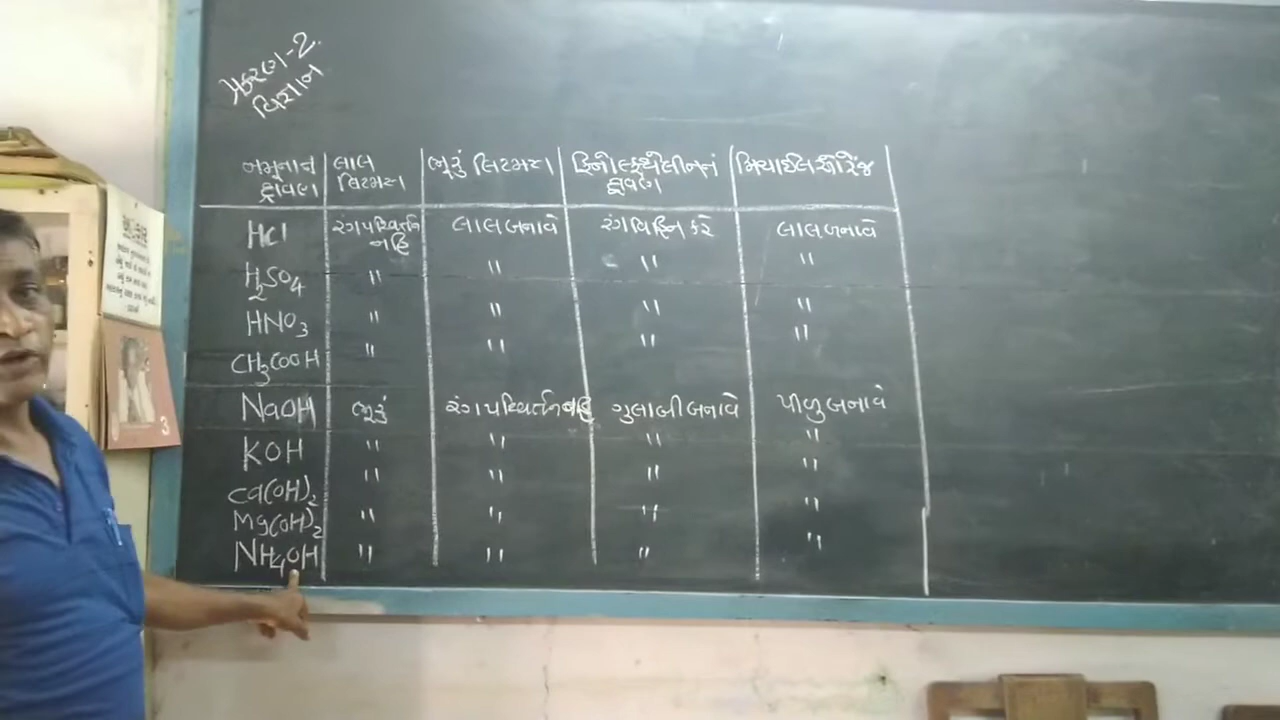 પ્રકરણ-2.
વિજ્ઞાન
નમૂનાનું દ્રાવણ | લાલ લિટમસ | ભૂરું લિટમસ | ફિનોલ્ફથેલીનનું દ્રાવણ | મિથાઈલ ઓરેંજ
HCl | રંગપરિવર્તન નહિ | લાલ બનાવે | રંગવિહિન કરે | લાલ બનાવે
H₂SO₄ | " | " | " | "
HNO₃ | " | " | " | "
CH₃COOH | " | " | " | "
NaOH | ભૂરું | રંગપરિવર્તન નહિ | ગુલાબી બનાવે | પીળુ બનાવે
KOH | " | " | " | "
Ca(OH)₂ | " | " | " | "
Mg(OH)₂ | " | " | " | "
NH₄OH | " | " | " | "
3